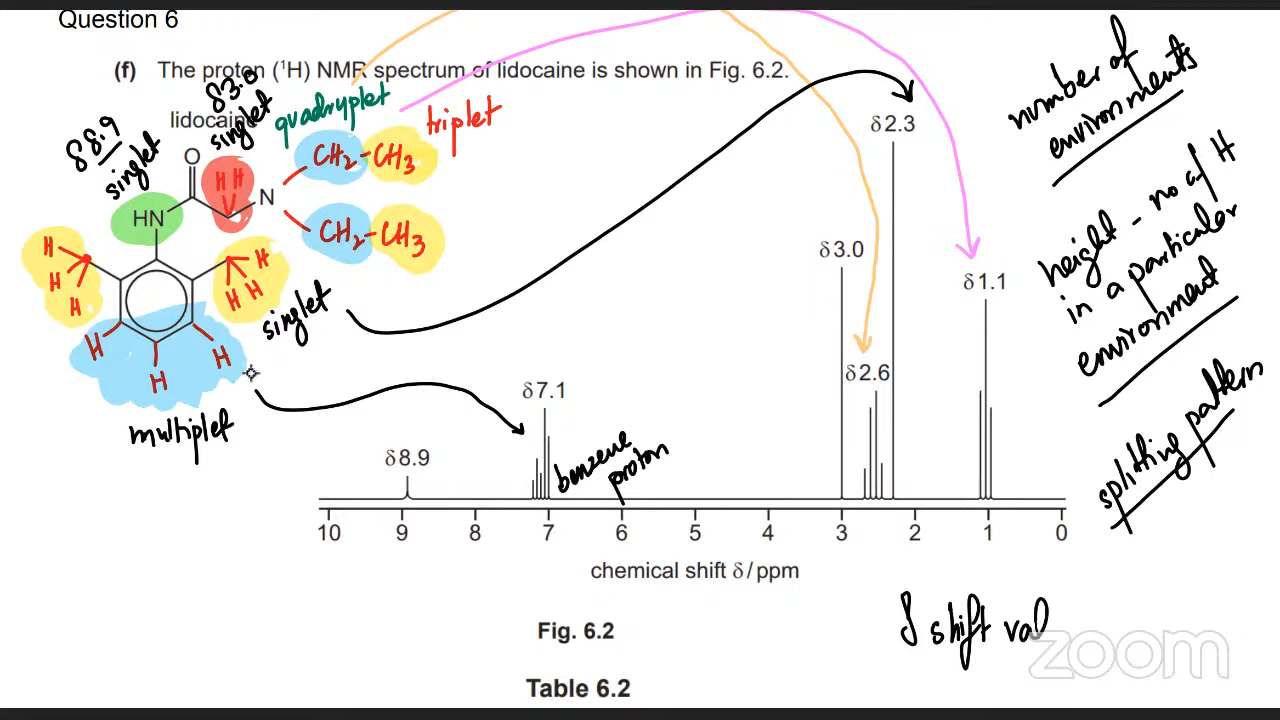 Question 6
(f) The proton (¹H) NMR spectrum of lidocaine is shown in Fig. 6.2.
lidocaine
δ8.9
singlet
δ3.0
singlet
quadryplet
triplet
CH2-CH3
CH2-CH3
O
H H
N
HN
H
H
H
H
H H
H
H
H
singlet
multiplet
δ8.9
δ7.1
benzene
proton
δ3.0
δ2.6
δ2.3
δ1.1
10 9 8 7 6 5 4 3 2 1 0
chemical shift δ / ppm
number of
environments
height - no of H
in a particular
environment
splitting pattern
δ shift val
Fig. 6.2
Table 6.2
zoom